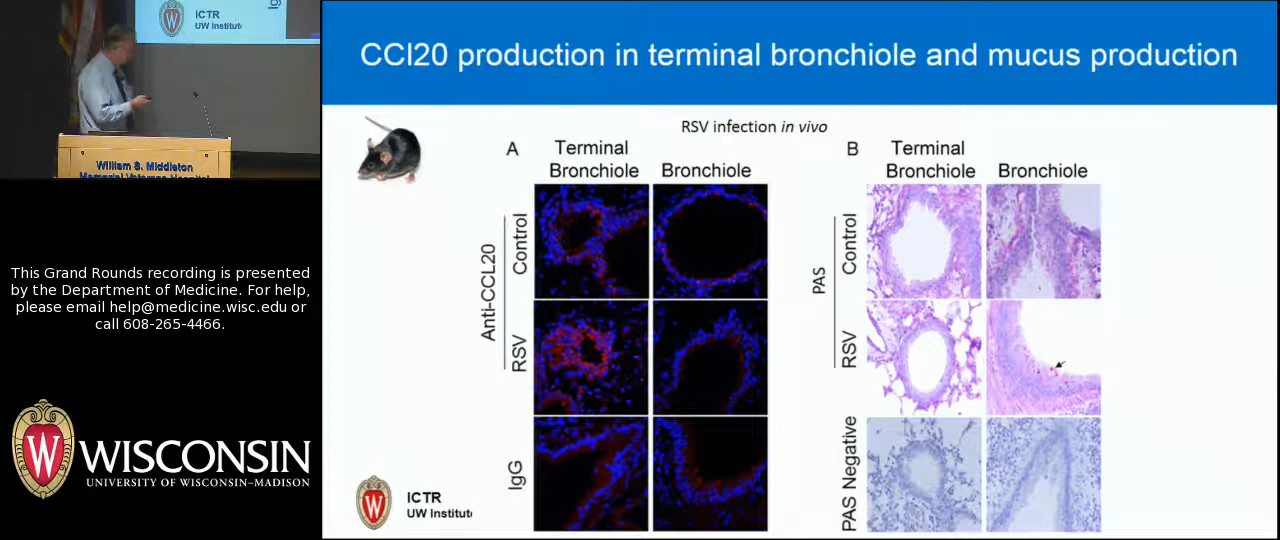 ICTR
UW Institut
William S. Middleton
Memorial Veterans Hospital
This Grand Rounds recording is presented
by the Department of Medicine. For help,
please email help@medicine.wisc.edu or
call 608-265-4466.
W
WISCONSIN
UNIVERSITY OF WISCONSIN–MADISON
CCl20 production in terminal bronchiole and mucus production
RSV infection in vivo
A
Terminal
Bronchiole
Bronchiole
Anti-CCL20
Control
RSV
IgG
B
Terminal
Bronchiole
Bronchiole
PAS
Control
RSV
PAS Negative
W
ICTR
UW Institut